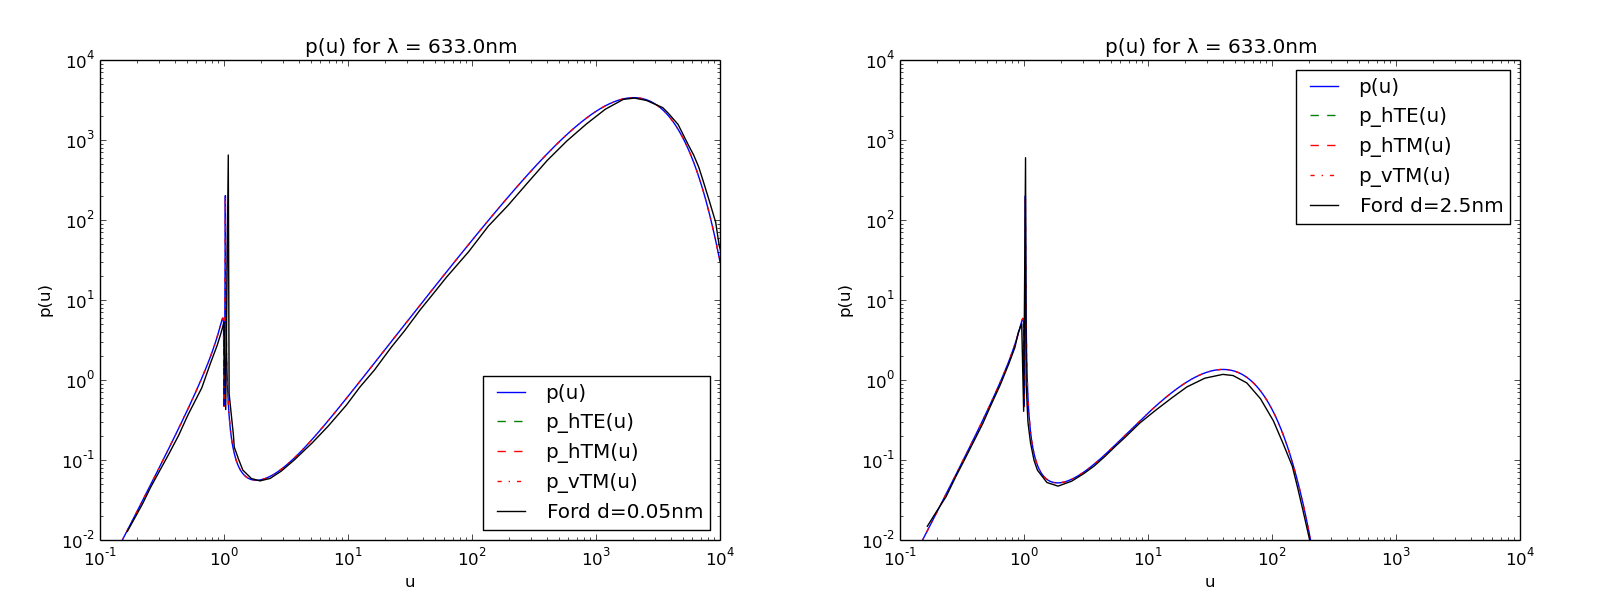 p(u) for λ = 633.0nm
10^4
10^3
10^2
10^1
10^0
10^-1
10^-2
p(u)
p(u)
p_hTE(u)
p_hTM(u)
p_vTM(u)
Ford d=0.05nm
10^-1 10^0 10^1 10^2 10^3 10^4
u
p(u) for λ = 633.0nm
10^4
10^3
10^2
10^1
10^0
10^-1
10^-2
p(u)
p(u)
p_hTE(u)
p_hTM(u)
p_vTM(u)
Ford d=2.5nm
10^-1 10^0 10^1 10^2 10^3 10^4
u